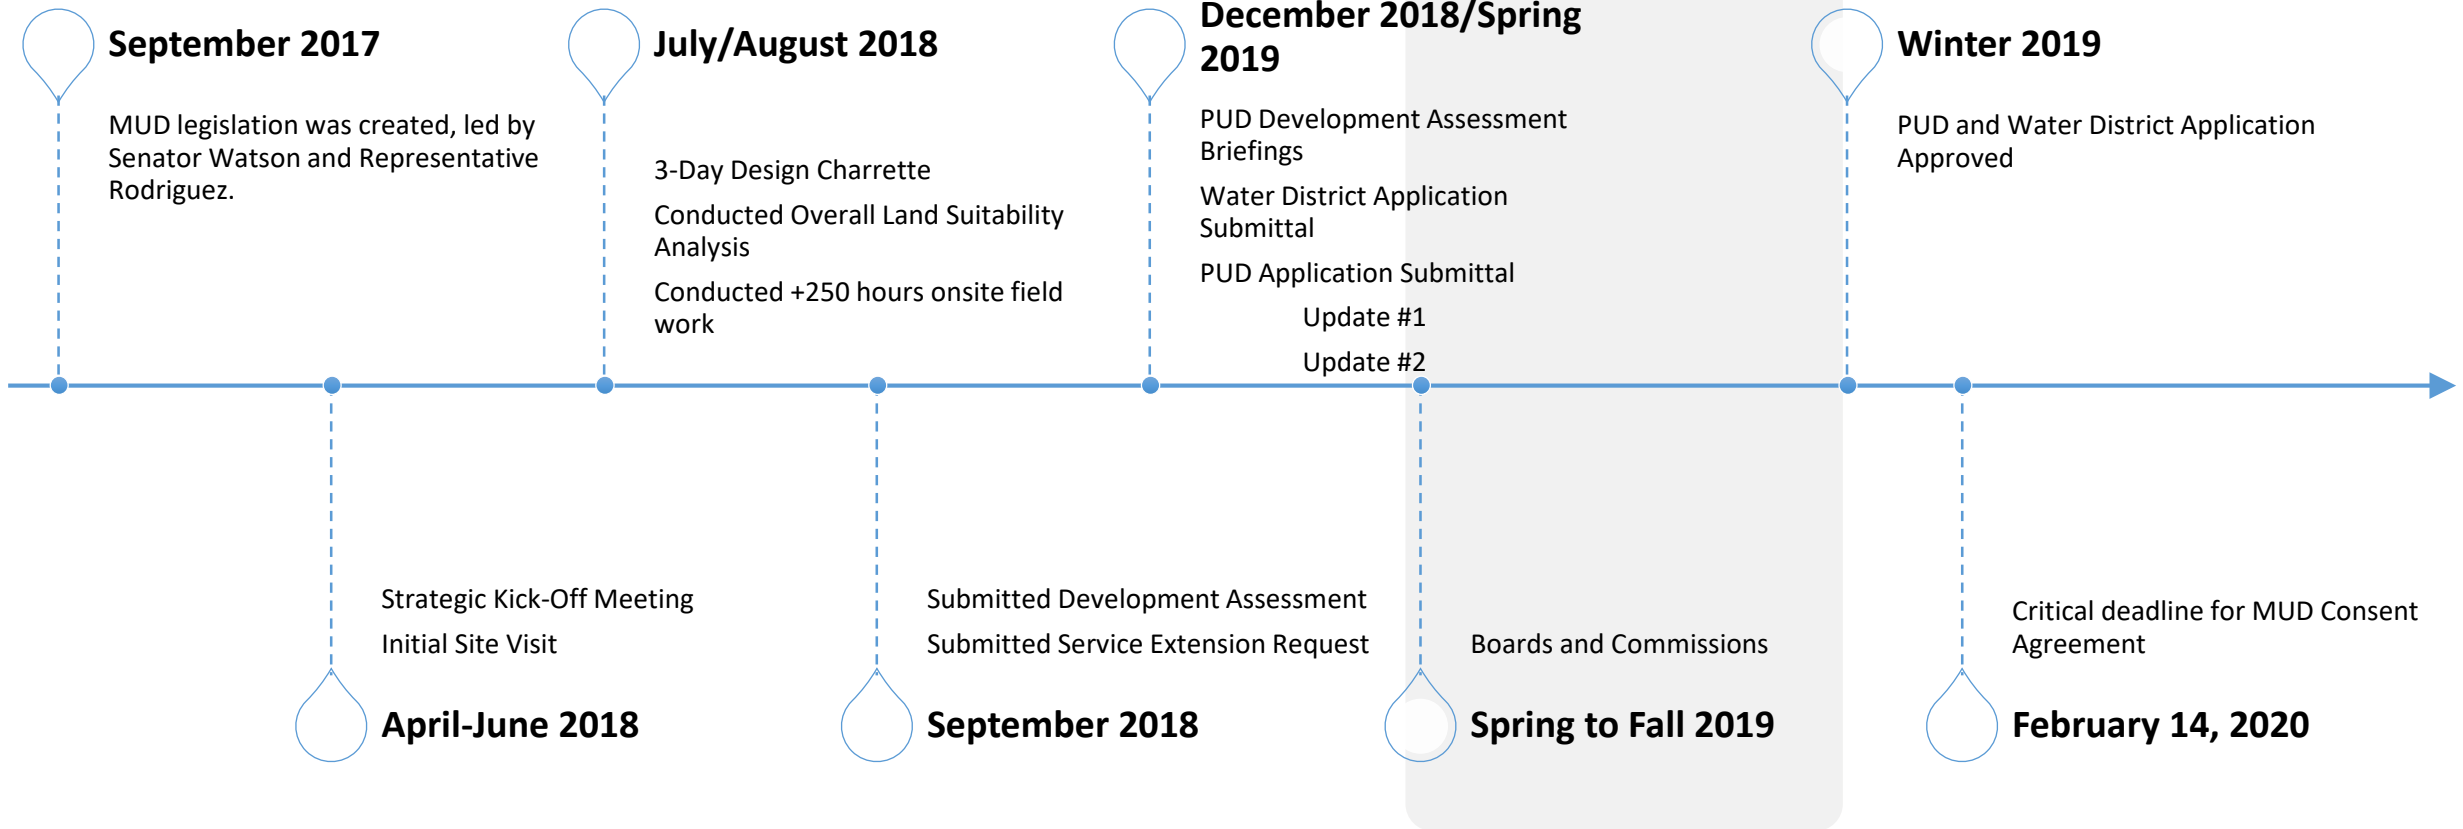 September 2017
MUD legislation was created, led by
Senator Watson and Representative
Rodriguez.
July/August 2018
3-Day Design Charrette
Conducted Overall Land Suitability
Analysis
Conducted +250 hours onsite field
work
December 2018/Spring
2019
PUD Development Assessment
Briefings
Water District Application
Submittal
PUD Application Submittal
Update #1
Update #2
Winter 2019
PUD and Water District Application
Approved
Strategic Kick-Off Meeting
Initial Site Visit
April-June 2018
Submitted Development Assessment
Submitted Service Extension Request
September 2018
Boards and Commissions
Spring to Fall 2019
Critical deadline for MUD Consent
Agreement
February 14, 2020